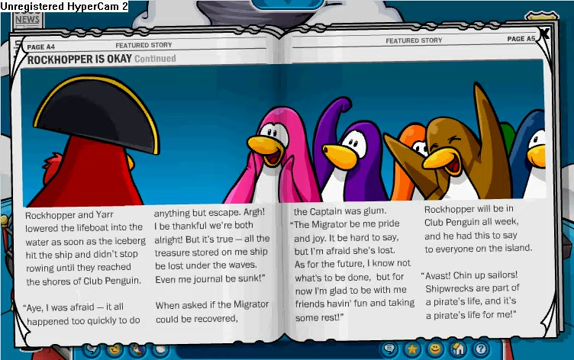 Unregistered HyperCam 2
NEWS
PAGE A4
FEATURED STORY
ROCKHOPPER IS OKAY Continued
Rockhopper and Yarr
lowered the lifeboat into the
water as soon as the iceberg
hit the ship and didn't stop
rowing until they reached
the shores of Club Penguin.
"Aye, I was afraid — it all
happened too quickly to do
anything but escape. Argh!
I be thankful we're both
alright! But it's true — all the
treasure stored on me ship
be lost under the waves.
Even me journal be sunk!"
When asked if the Migrator
could be recovered,
FEATURED STORY
PAGE A5
the Captain was glum.
"The Migrator be me pride
and joy. It be hard to say,
but I'm afraid she's lost.
As for the future, I know not
what's to be done, but for
now I'm glad to be with me
friends havin' fun and taking
some rest!"
Rockhopper will be in
Club Penguin all week,
and he had this to say
to everyone on the island.
"Avast! Chin up sailors!
Shipwrecks are part of
a pirate's life, and it's
a pirate's life for me!"